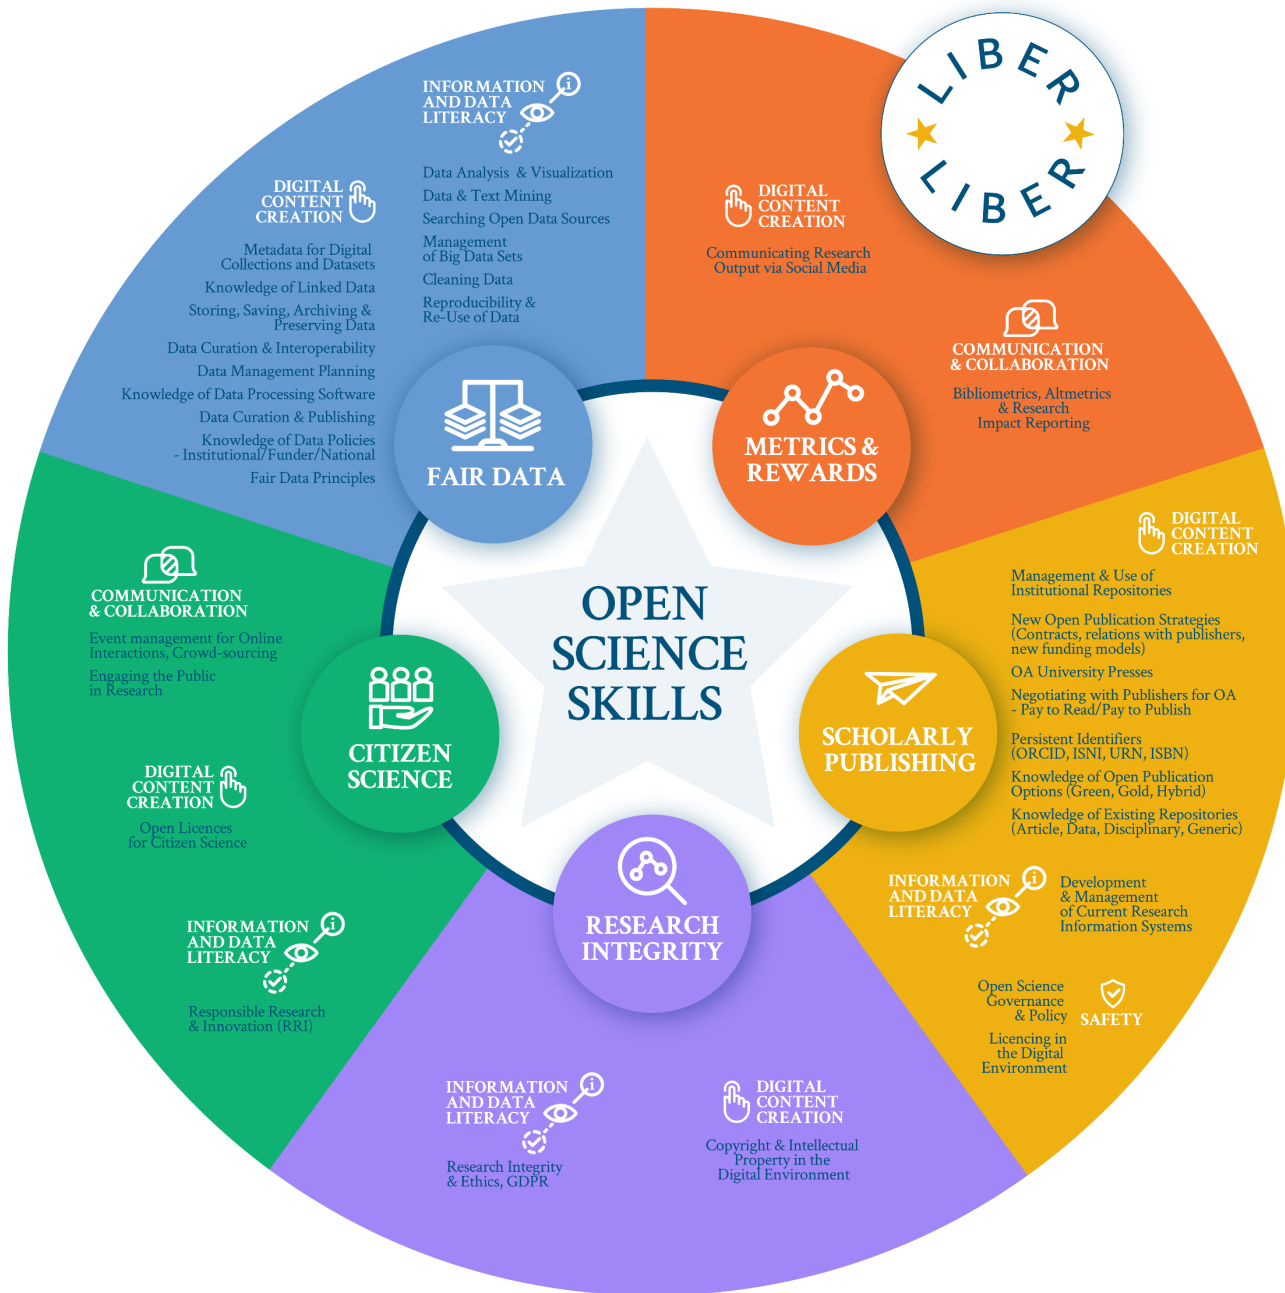 LIBER
LIBER
INFORMATION
AND DATA
LITERACY
Data Analysis & Visualization
Data & Text Mining
Searching Open Data Sources
Management
of Big Data Sets
Cleaning Data
Reproducibility &
Re-Use of Data
DIGITAL
CONTENT
CREATION
Metadata for Digital
Collections and Datasets
Knowledge of Linked Data
Storing, Saving, Archiving &
Preserving Data
Data Curation & Interoperability
Data Management Planning
Knowledge of Data Processing Software
Data Curation & Publishing
Knowledge of Data Policies
- Institutional/Funder/National
Fair Data Principles
FAIR DATA
DIGITAL
CONTENT
CREATION
Communicating Research
Output via Social Media
COMMUNICATION
& COLLABORATION
Bibliometrics, Altmetrics
& Research
Impact Reporting
METRICS &
REWARDS
OPEN
SCIENCE
SKILLS
DIGITAL
CONTENT
CREATION
Management & Use of
Institutional Repositories
New Open Publication Strategies
(Contracts, relations with publishers,
new funding models)
OA University Presses
Negotiating with Publishers for OA
- Pay to Read/Pay to Publish
Persistent Identifiers
(ORCID, ISNI, URN, ISBN)
Knowledge of Open Publication
Options (Green, Gold, Hybrid)
Knowledge of Existing Repositories
(Article, Data, Disciplinary, Generic)
SCHOLARLY
PUBLISHING
INFORMATION
AND DATA
LITERACY
Development
& Management
of Current Research
Information Systems
Open Science
Governance
& Policy
Licencing in
the Digital
Environment
SAFETY
COMMUNICATION
& COLLABORATION
Event management for Online
Interactions, Crowd-sourcing
Engaging the Public
in Research
CITIZEN
SCIENCE
DIGITAL
CONTENT
CREATION
Open Licences
for Citizen Science
INFORMATION
AND DATA
LITERACY
Responsible Research
& Innovation (RRI)
RESEARCH
INTEGRITY
INFORMATION
AND DATA
LITERACY
Research Integrity
& Ethics, GDPR
DIGITAL
CONTENT
CREATION
Copyright & Intellectual
Property in the
Digital Environment